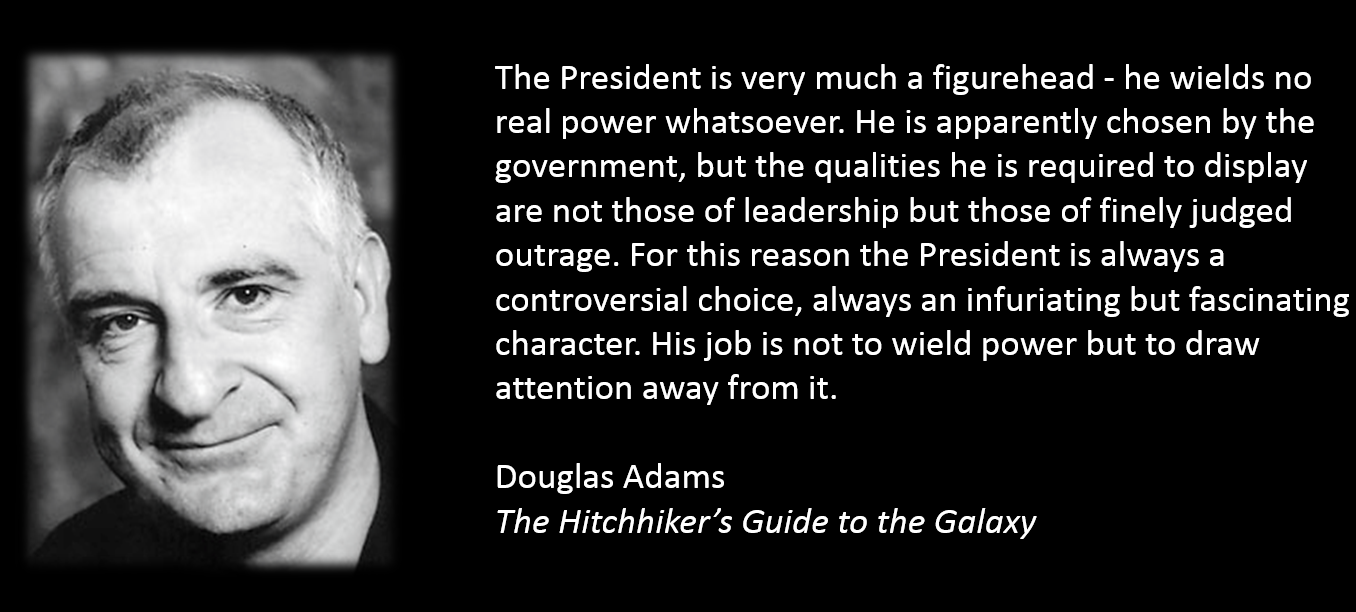 The President is very much a figurehead - he wields no
real power whatsoever. He is apparently chosen by the
government, but the qualities he is required to display
are not those of leadership but those of finely judged
outrage. For this reason the President is always a
controversial choice, always an infuriating but fascinating
character. His job is not to wield power but to draw
attention away from it.
Douglas Adams
The Hitchhiker’s Guide to the Galaxy